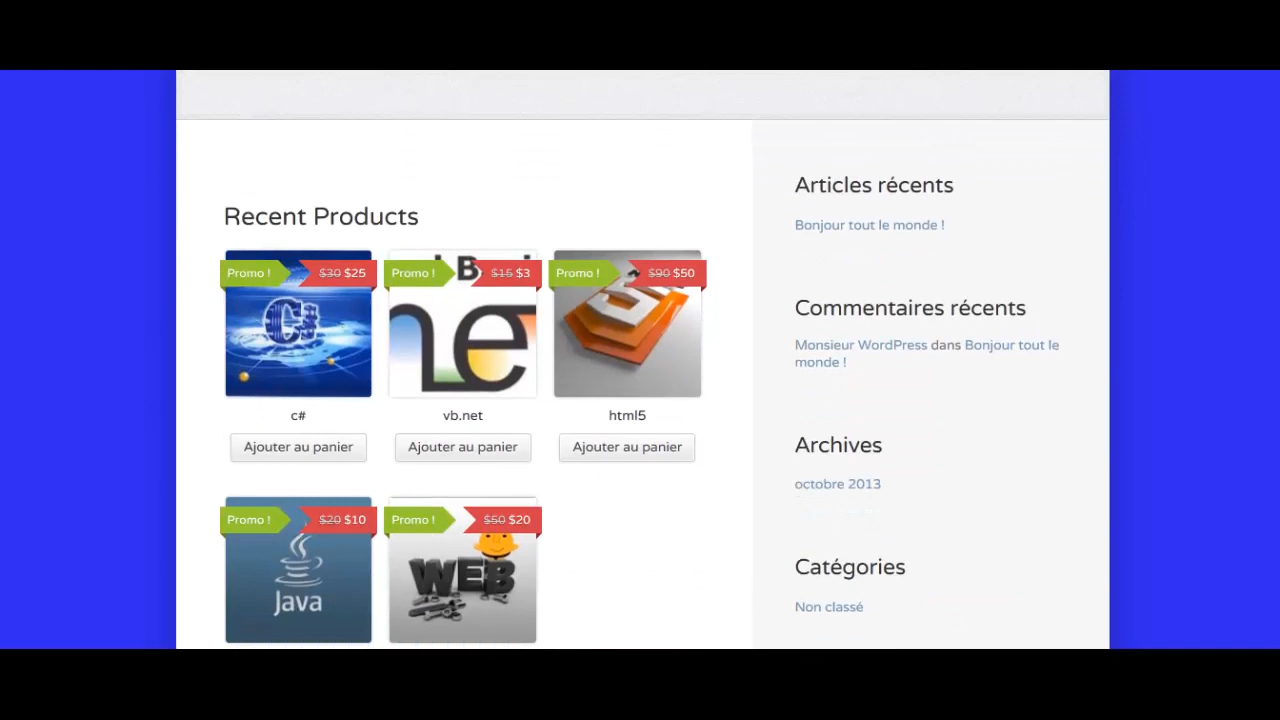 Recent Products
Promo !
$30 $25
Promo !
$15 $3
Promo !
$90 $50
c#
vb.net
html5
Ajouter au panier
Ajouter au panier
Ajouter au panier
Promo !
$20 $10
Promo !
$50 $20
Java
WEB
Articles récents
Bonjour tout le monde !
Commentaires récents
Monsieur WordPress dans Bonjour tout le
monde !
Archives
octobre 2013
Catégories
Non classé